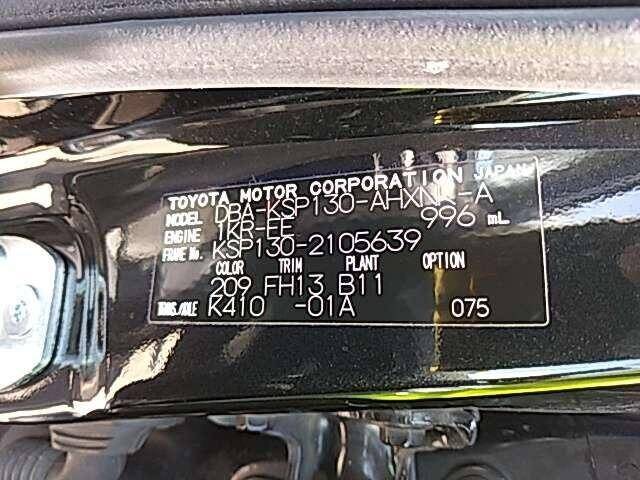 TOYOTA MOTOR CORPORATION JAPAN
MODEL DBA-KSP130-AHXNK-A
ENGINE 1KR-FE 996 mL
FRAME No. KSP130-2105639
COLOR TRIM PLANT OPTION
209 FH13 B11
TRANS./AXLE K410 -01A 075